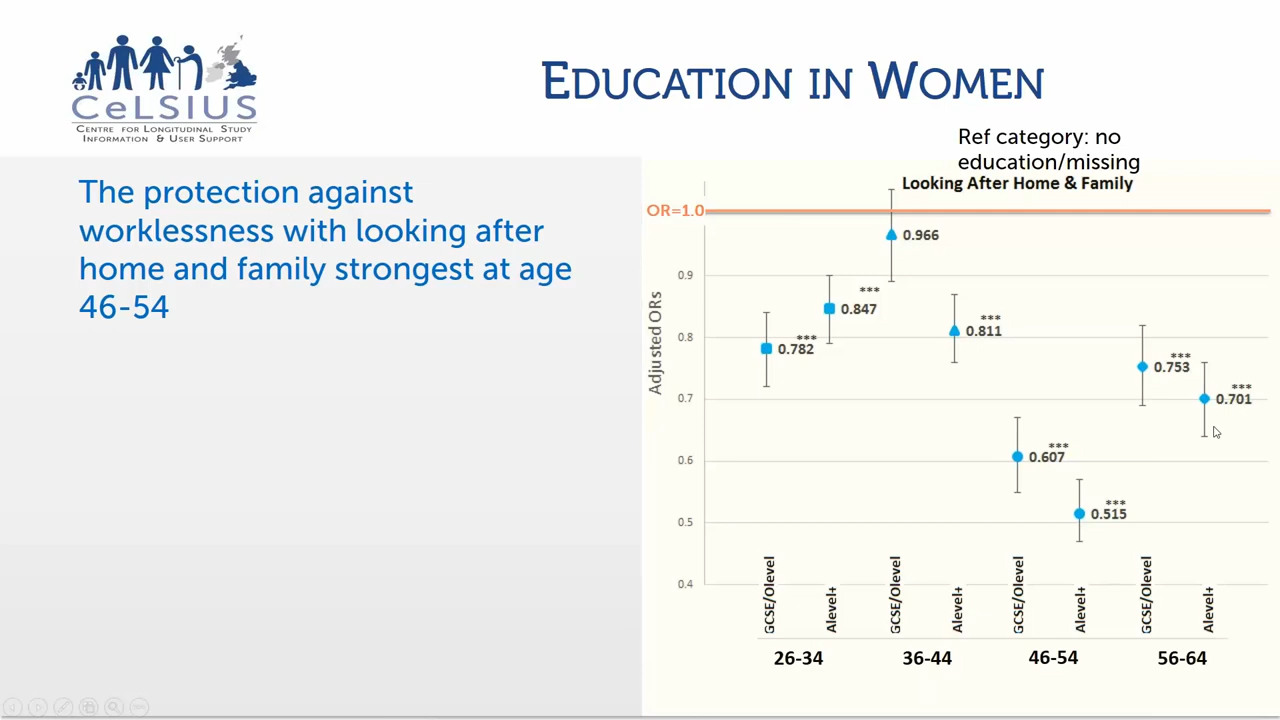 CeLSIUS
Centre for Longitudinal Study
Information & User Support
Education in Women
The protection against
worklessness with looking after
home and family strongest at age
46-54
Ref category: no
education/missing
Looking After Home & Family
OR=1.0
Adjusted ORs
0.9
0.8
0.7
0.6
0.5
0.4
*** 0.782
*** 0.847
0.966
*** 0.811
*** 0.607
*** 0.515
*** 0.753
*** 0.701
GCSE/Olevel
Alevel+
GCSE/Olevel
Alevel+
GCSE/Olevel
Alevel+
GCSE/Olevel
Alevel+
26-34
36-44
46-54
56-64